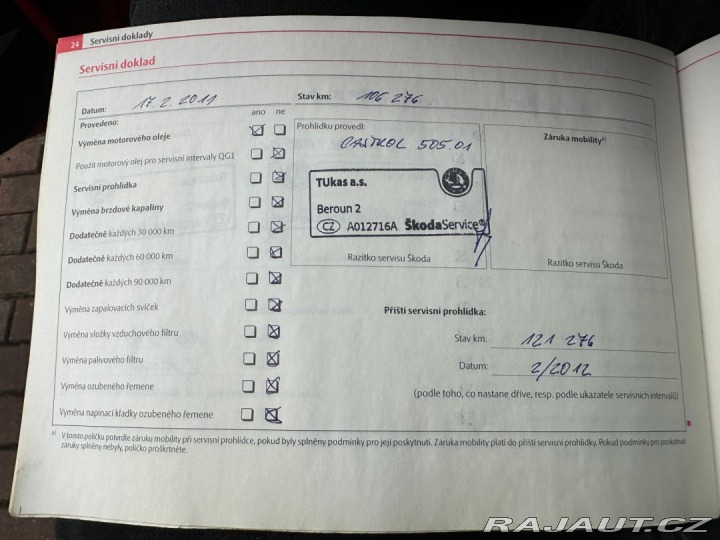 24 Servisní doklady
Servisní doklad
Datum: 17. 2. 2011 Stav km: 106 276
Provedeno: ano ne
Výměna motorového oleje
Použit motorový olej pro servisní intervaly QG1
Servisní prohlídka
Výměna brzdové kapaliny
Dodatečně každých 30 000 km
Dodatečně každých 60 000 km
Dodatečně každých 90 000 km
Výměna zapalovacích svíček
Výměna vložky vzduchového filtru
Výměna palivového filtru
Výměna ozubeného řemene
Výměna napínací kladky ozubeného řemene
Prohlídku provedl:
CASTROL 505.01
TUkas a.s.
Beroun 2
CZ A012716A ŠkodaService®
Razítko servisu Škoda
Záruka mobility a)
Razítko servisu Škoda
Příští servisní prohlídka:
Stav km: 121 276
Datum: 2/2012
(podle toho, co nastane dříve, resp. podle ukazatele servisních intervalů)
a) V tomto políčku potvrďte záruku mobility při servisní prohlídce, pokud byly splněny podmínky pro její poskytnutí. Záruka mobility platí do příští servisní prohlídky. Pokud podmínky pro poskytnutí
záruky splněny nebyly, políčko proškrtněte.
RAJAUT.CZ